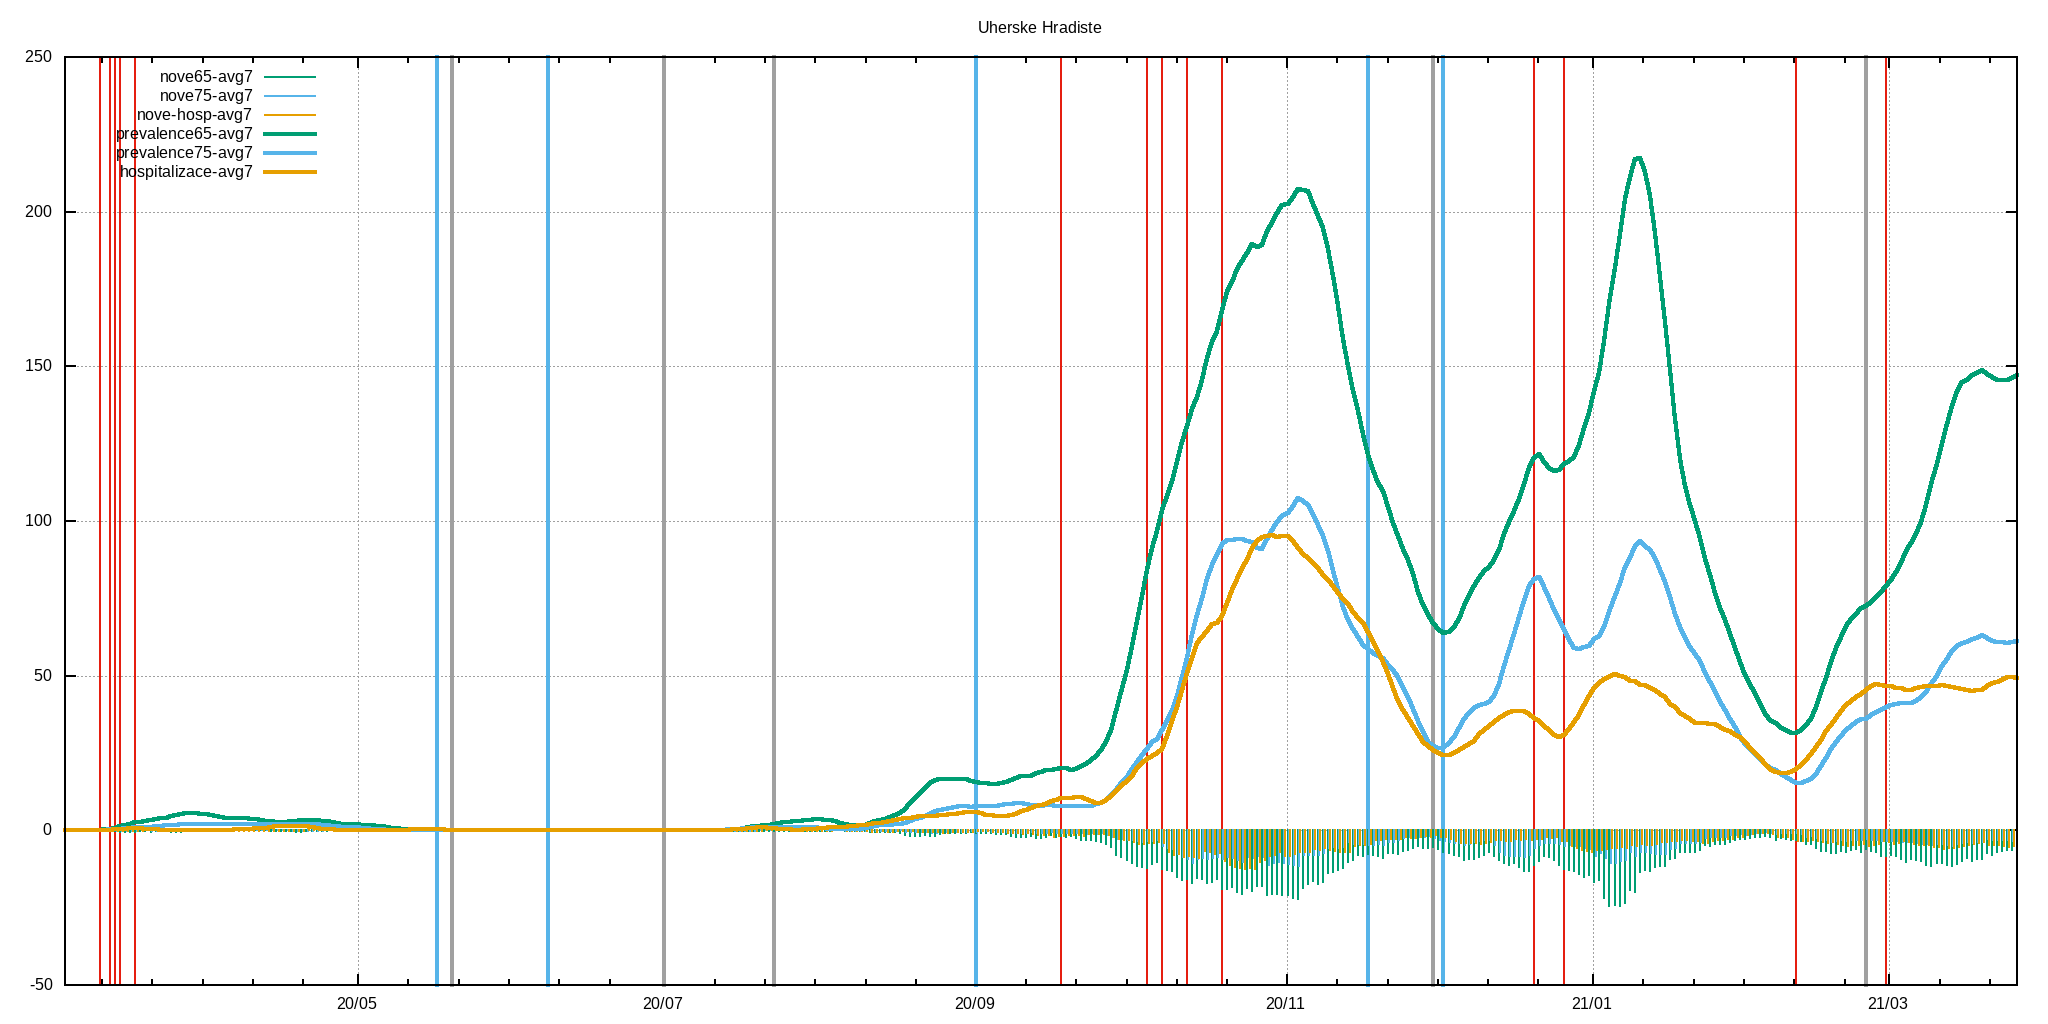 Uherske Hradiste
250
nove65-avg7
nove75-avg7
nove-hosp-avg7
prevalence65-avg7
prevalence75-avg7
hospitalizace-avg7
200
150
100
50
0
-50
20/05
20/07
20/09
20/11
21/01
21/03